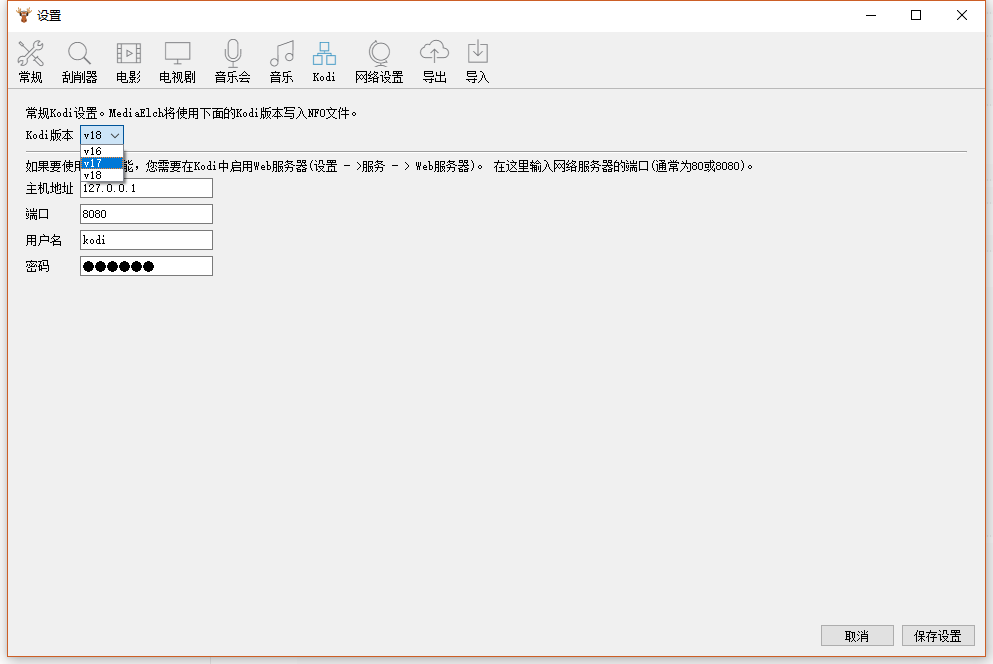 设置
常规 刮削器 电影 电视剧 音乐会 音乐 Kodi 网络设置 导出 导入
常规Kodi设置。MediaElch将使用下面的Kodi版本写入NFO文件。
Kodi版本 v18
v16
v17
v18
如果要使用 能，您需要在Kodi中启用Web服务器(设置 - >服务 - > Web服务器)。 在这里输入网络服务器的端口(通常为80或8080)。
主机地址 127.0.0.1
端口 8080
用户名 kodi
密码 ●●●●●●
取消 保存设置